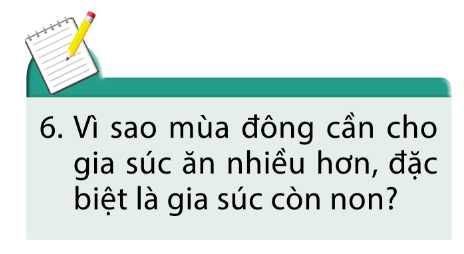 6. Vì sao mùa đông cần cho
gia súc ăn nhiều hơn, đặc
biệt là gia súc còn non?